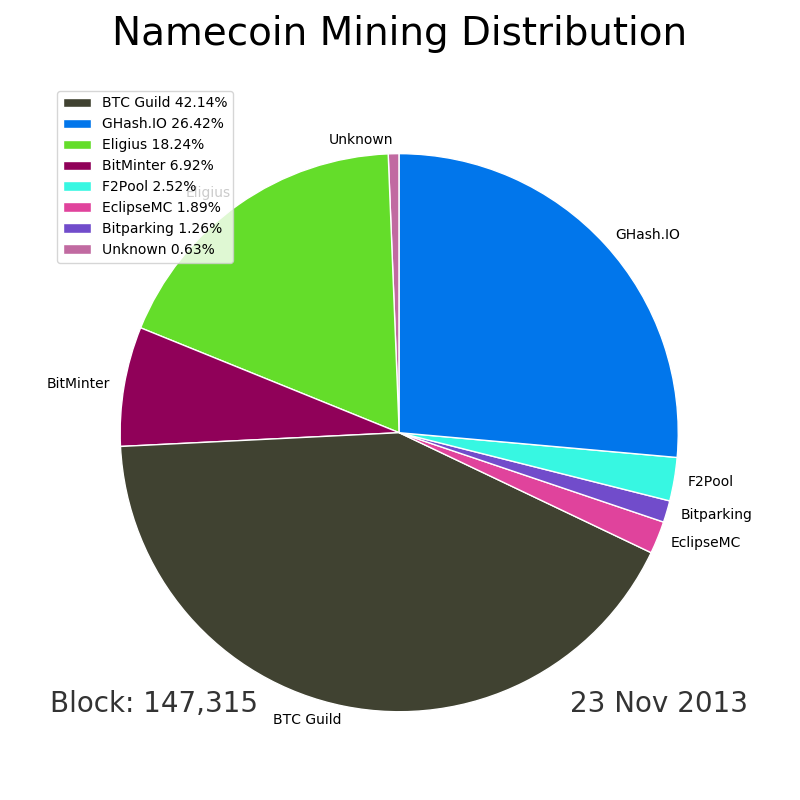 Namecoin Mining Distribution
BTC Guild 42.14%
GHash.IO 26.42%
Eligius 18.24%
BitMinter 6.92%
F2Pool 2.52%
EclipseMC 1.89%
Bitparking 1.26%
Unknown 0.63%
Unknown
Eligius
GHash.IO
BitMinter
F2Pool
Bitparking
EclipseMC
BTC Guild
Block: 147,315
23 Nov 2013